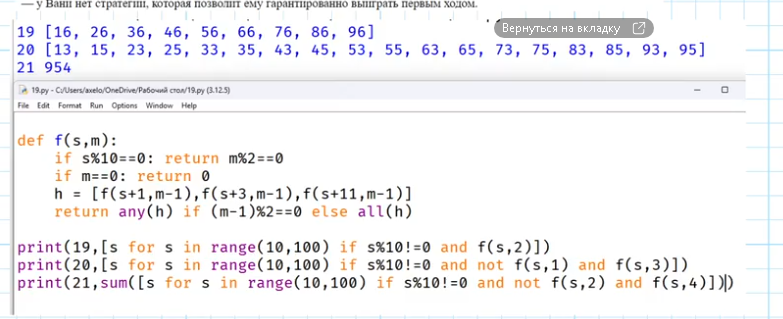 — у Вани нет стратегии, которая позволит ему гарантированно выиграть первым ходом.
Вернуться на вкладку
19 [16, 26, 36, 46, 56, 66, 76, 86, 96]
20 [13, 15, 23, 25, 33, 35, 43, 45, 53, 55, 63, 65, 73, 75, 83, 85, 93, 95]
21 954
19.py - C:/Users/axelo/OneDrive/Рабочий стол/19.py (3.12.5)
File Edit Format Run Options Window Help
def f(s,m):
    if s%10==0: return m%2==0
    if m==0: return 0
    h = [f(s+1,m-1),f(s+3,m-1),f(s+11,m-1)]
    return any(h) if (m-1)%2==0 else all(h)
print(19,[s for s in range(10,100) if s%10!=0 and f(s,2)])
print(20,[s for s in range(10,100) if s%10!=0 and not f(s,1) and f(s,3)])
print(21,sum([s for s in range(10,100) if s%10!=0 and not f(s,2) and f(s,4)]))